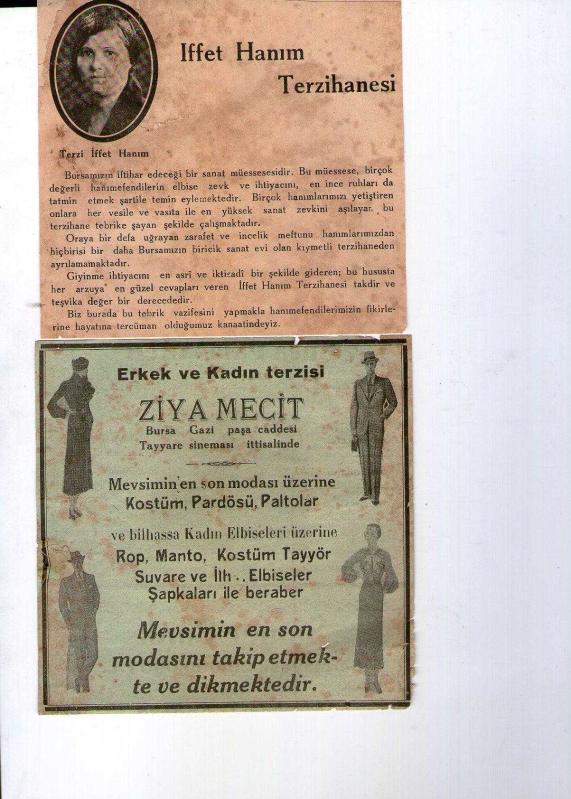 Iffet Hanım
Terzihanesi
Terzi İffet Hanım
Bursamızın iftihar edeceği bir sanat müessesesidir. Bu müessese, birçok
değerli hanımefendilerin elbise zevk ve ihtiyacını, en ince ruhları da
tatmin etmek şartile temin eylemektedir. Birçok hanımlarımızı yetiştiren
onlara her vesile ve vasıta ile en yüksek sanat zevkini aşılayan bu
terzihane tebrike şayan şekilde çalışmaktadır.
Oraya bir defa uğrayan zarafet ve incelik meftunu hanımlarımızdan
hiçbirisi bir daha Bursamızın biricik sanat evi olan kıymetli terzihaneden
ayrılamamaktadır.
Giyinme ihtiyacını en asrî ve iktisadî bir şekilde gideren; bu hususta
her arzuya en güzel cevapları veren İffet Hanım Terzihanesi takdir ve
teşvika değer bir derecededir.
Biz burada bu tebrik vazifesini yapmakla hanımefendilerimizin fikirle-
rine hayatına tercüman olduğumuz kanaatindeyiz.
Erkek ve Kadın terzisi
ZİYA MECİT
Bursa Gazi paşa caddesi
Tayyare sineması ittisalinde
Mevsimin en son modası üzerine
Kostüm, Pardösü, Paltolar
ve bilhassa Kadın Elbiseleri üzerine
Rop, Manto, Kostüm Tayyör
Suvare ve İlh.. Elbiseler
Şapkaları ile beraber
Mevsimin en son
modasını takip etmek-
te ve dikmektedir.